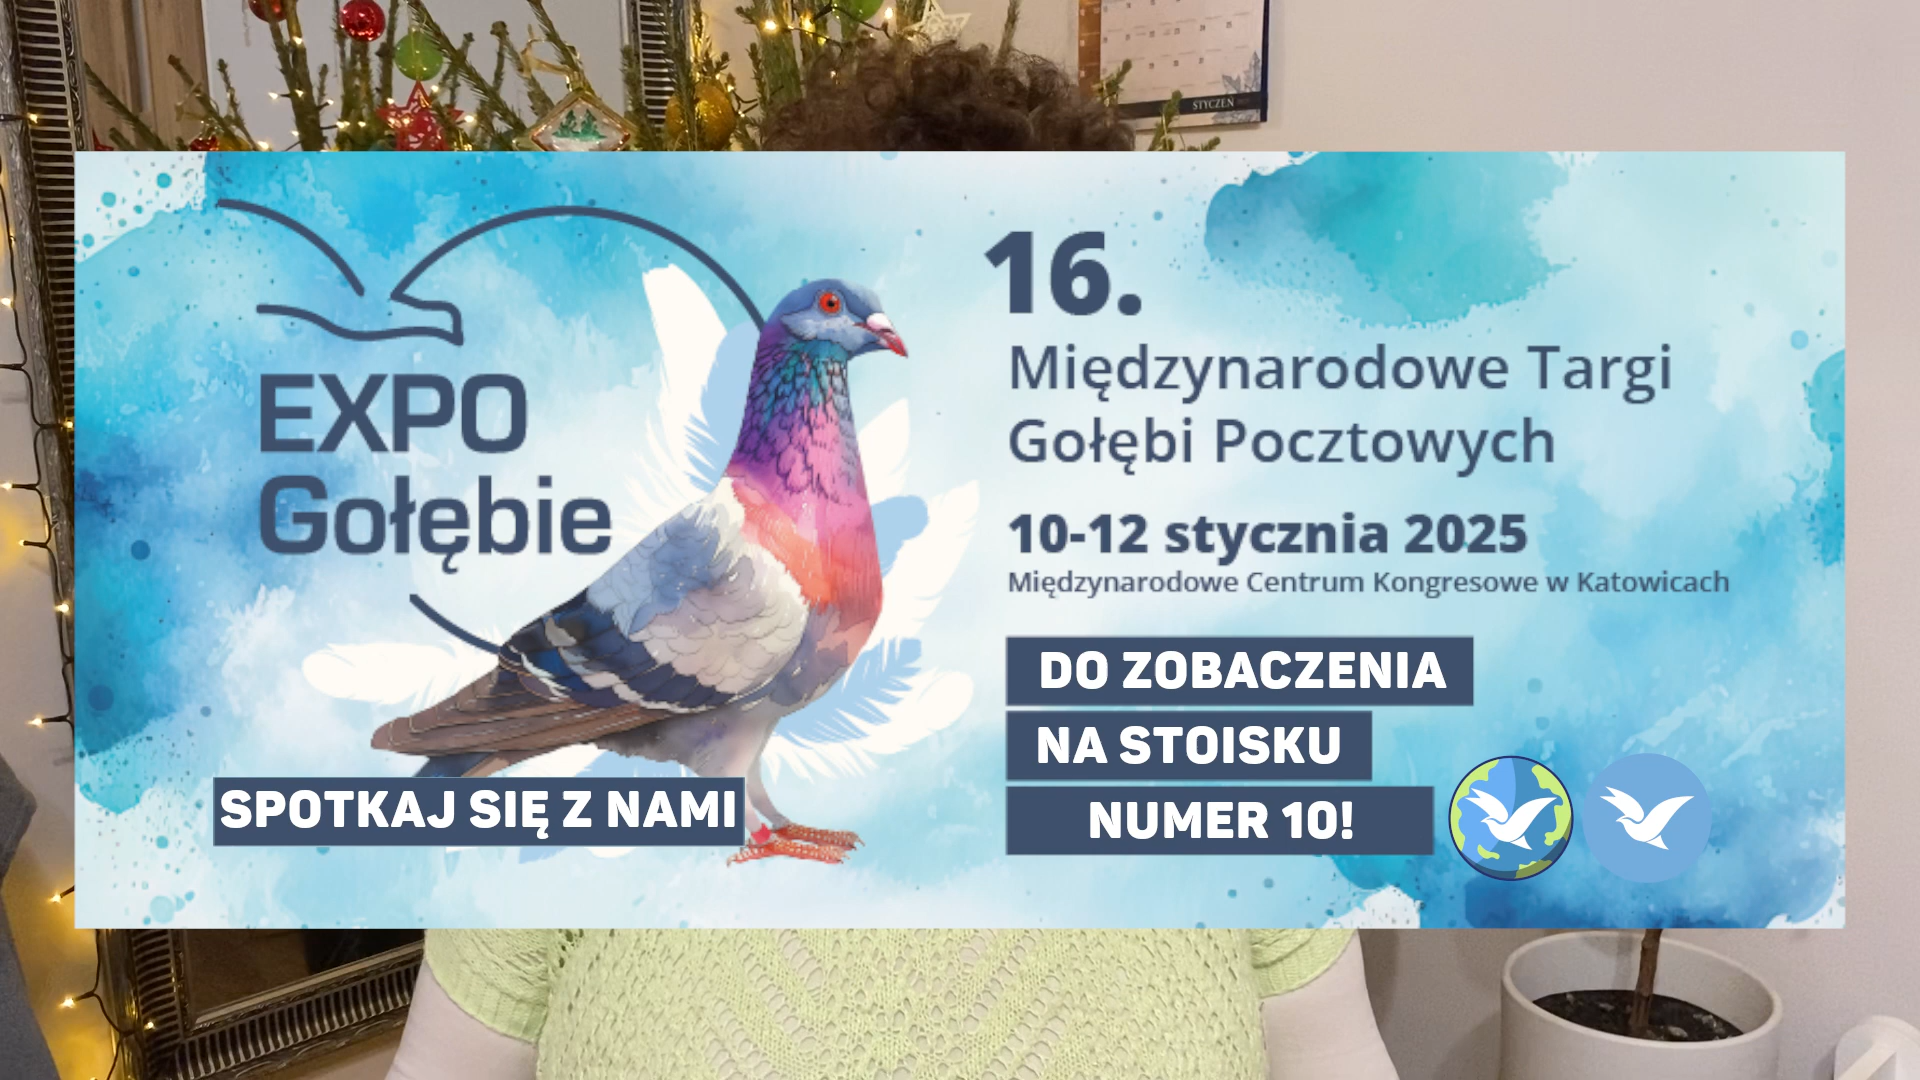 STYCZEŃ
EXPO
Gołębie
SPOTKAJ SIĘ Z NAMI
16.
Międzynarodowe Targi
Gołębi Pocztowych
10-12 stycznia 2025
Międzynarodowe Centrum Kongresowe w Katowicach
DO ZOBACZENIA
NA STOISKU
NUMER 10!